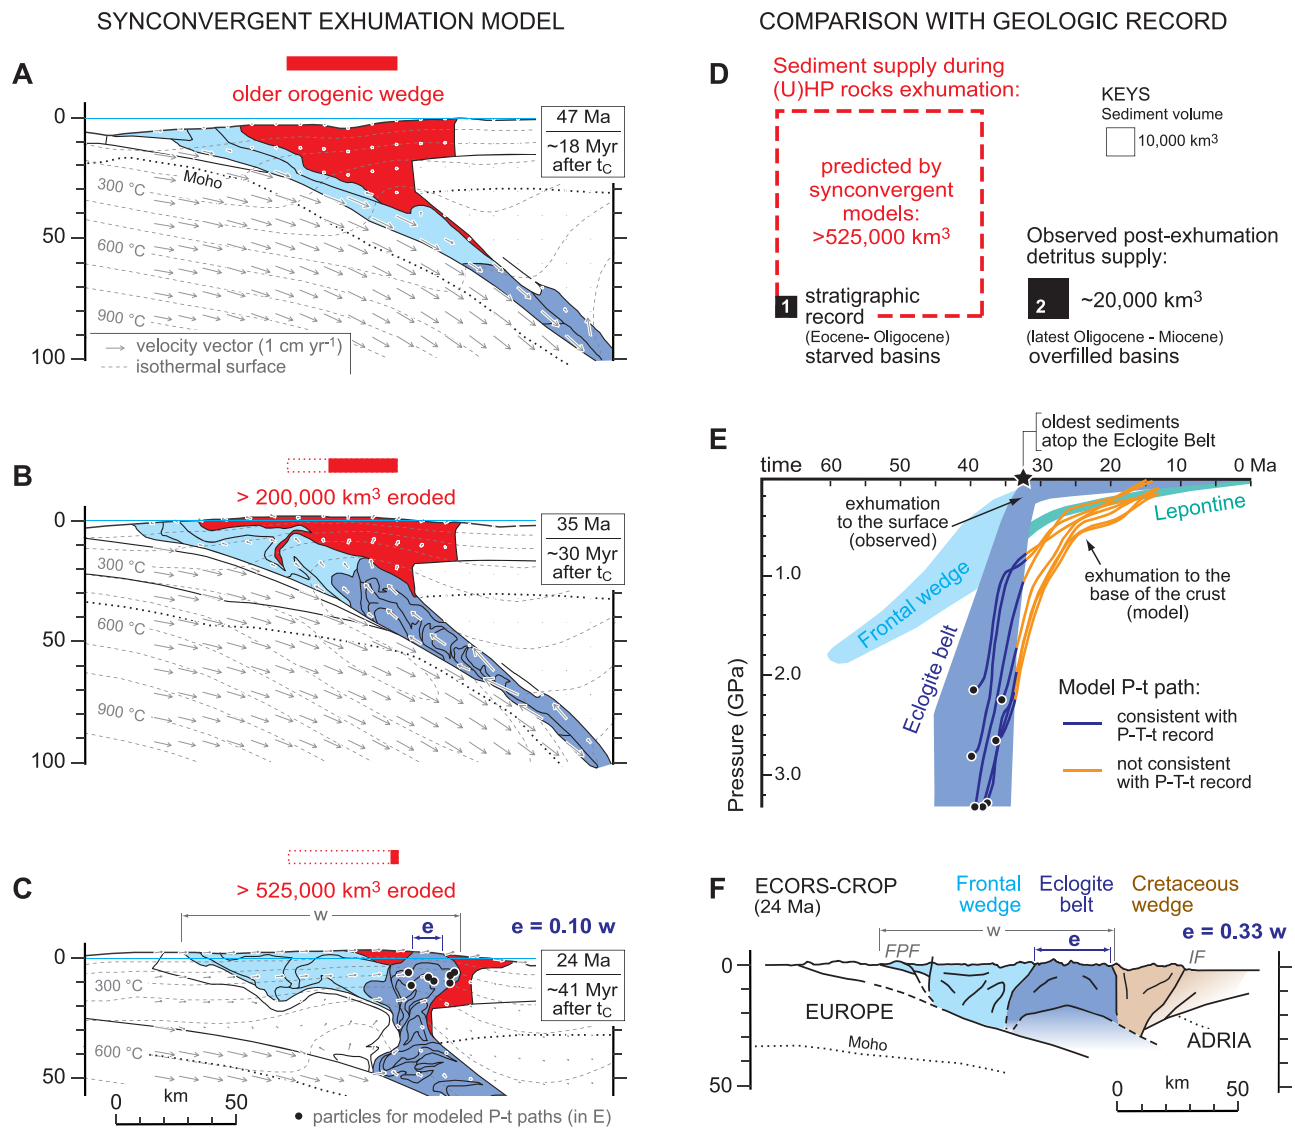 SYNCONVERGENT EXHUMATION MODEL
COMPARISON WITH GEOLOGIC RECORD
A
older orogenic wedge
0
50
100
47 Ma
~18 Myr
after tC
Moho
300 °C
600 °C
900 °C
velocity vector (1 cm yr-1)
isothermal surface
B
> 200,000 km3 eroded
0
50
100
35 Ma
~30 Myr
after tC
300 °C
600 °C
900 °C
C
> 525,000 km3 eroded
w
e
e = 0.10 w
0
50
24 Ma
~41 Myr
after tC
300 °C
600 °C
0 km 50
particles for modeled P-t paths (in E)
D
Sediment supply during
(U)HP rocks exhumation:
predicted by
synconvergent
models:
>525,000 km3
1
stratigraphic
record
(Eocene- Oligocene)
starved basins
KEYS
Sediment volume
10,000 km3
Observed post-exhumation
detritus supply:
2
~20,000 km3
(latest Oligocene - Miocene)
overfilled basins
E
oldest sediments
atop the Eclogite Belt
time 60 50 40 30 20 10 0 Ma
exhumation
to the surface
(observed)
Lepontine
Frontal wedge
Eclogite belt
exhumation to the
base of the crust
(model)
1.0
2.0
3.0
Pressure (GPa)
Model P-t path:
consistent with
P-T-t record
not consistent
with P-T-t record
F
ECORS-CROP
(24 Ma)
Frontal
wedge
Eclogite
belt
Cretaceous
wedge
w
e
e = 0.33 w
FPF
IF
0
50
EUROPE
ADRIA
Moho
0 km 50